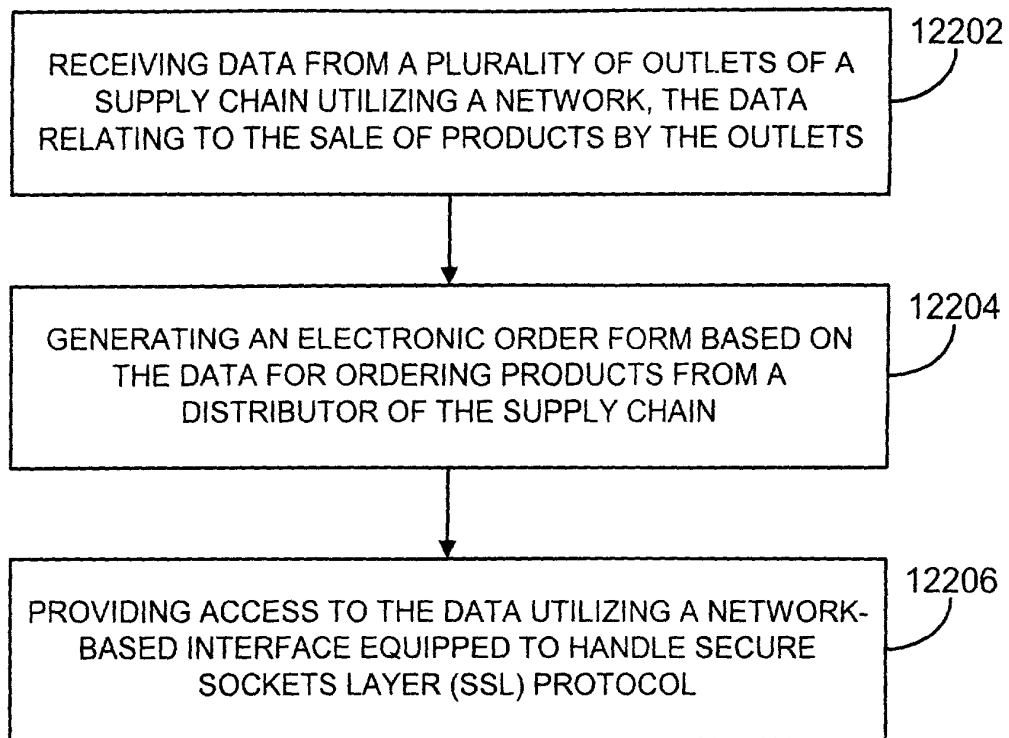 12202
RECEIVING DATA FROM A PLURALITY OF OUTLETS OF A
SUPPLY CHAIN UTILIZING A NETWORK, THE DATA
RELATING TO THE SALE OF PRODUCTS BY THE OUTLETS
12204
GENERATING AN ELECTRONIC ORDER FORM BASED ON
THE DATA FOR ORDERING PRODUCTS FROM A
DISTRIBUTOR OF THE SUPPLY CHAIN
12206
PROVIDING ACCESS TO THE DATA UTILIZING A NETWORK-
BASED INTERFACE EQUIPPED TO HANDLE SECURE
SOCKETS LAYER (SSL) PROTOCOL